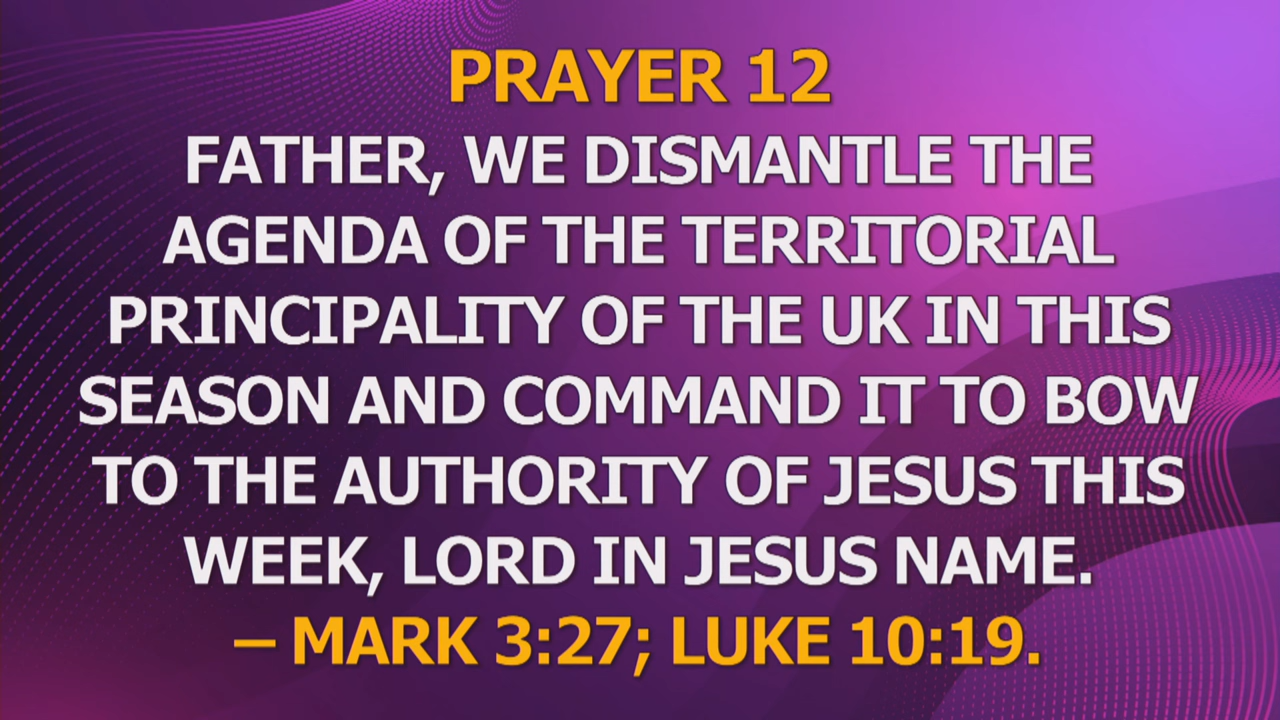 PRAYER 12
FATHER, WE DISMANTLE THE
AGENDA OF THE TERRITORIAL
PRINCIPALITY OF THE UK IN THIS
SEASON AND COMMAND IT TO BOW
TO THE AUTHORITY OF JESUS THIS
WEEK, LORD IN JESUS NAME.
– MARK 3:27; LUKE 10:19.